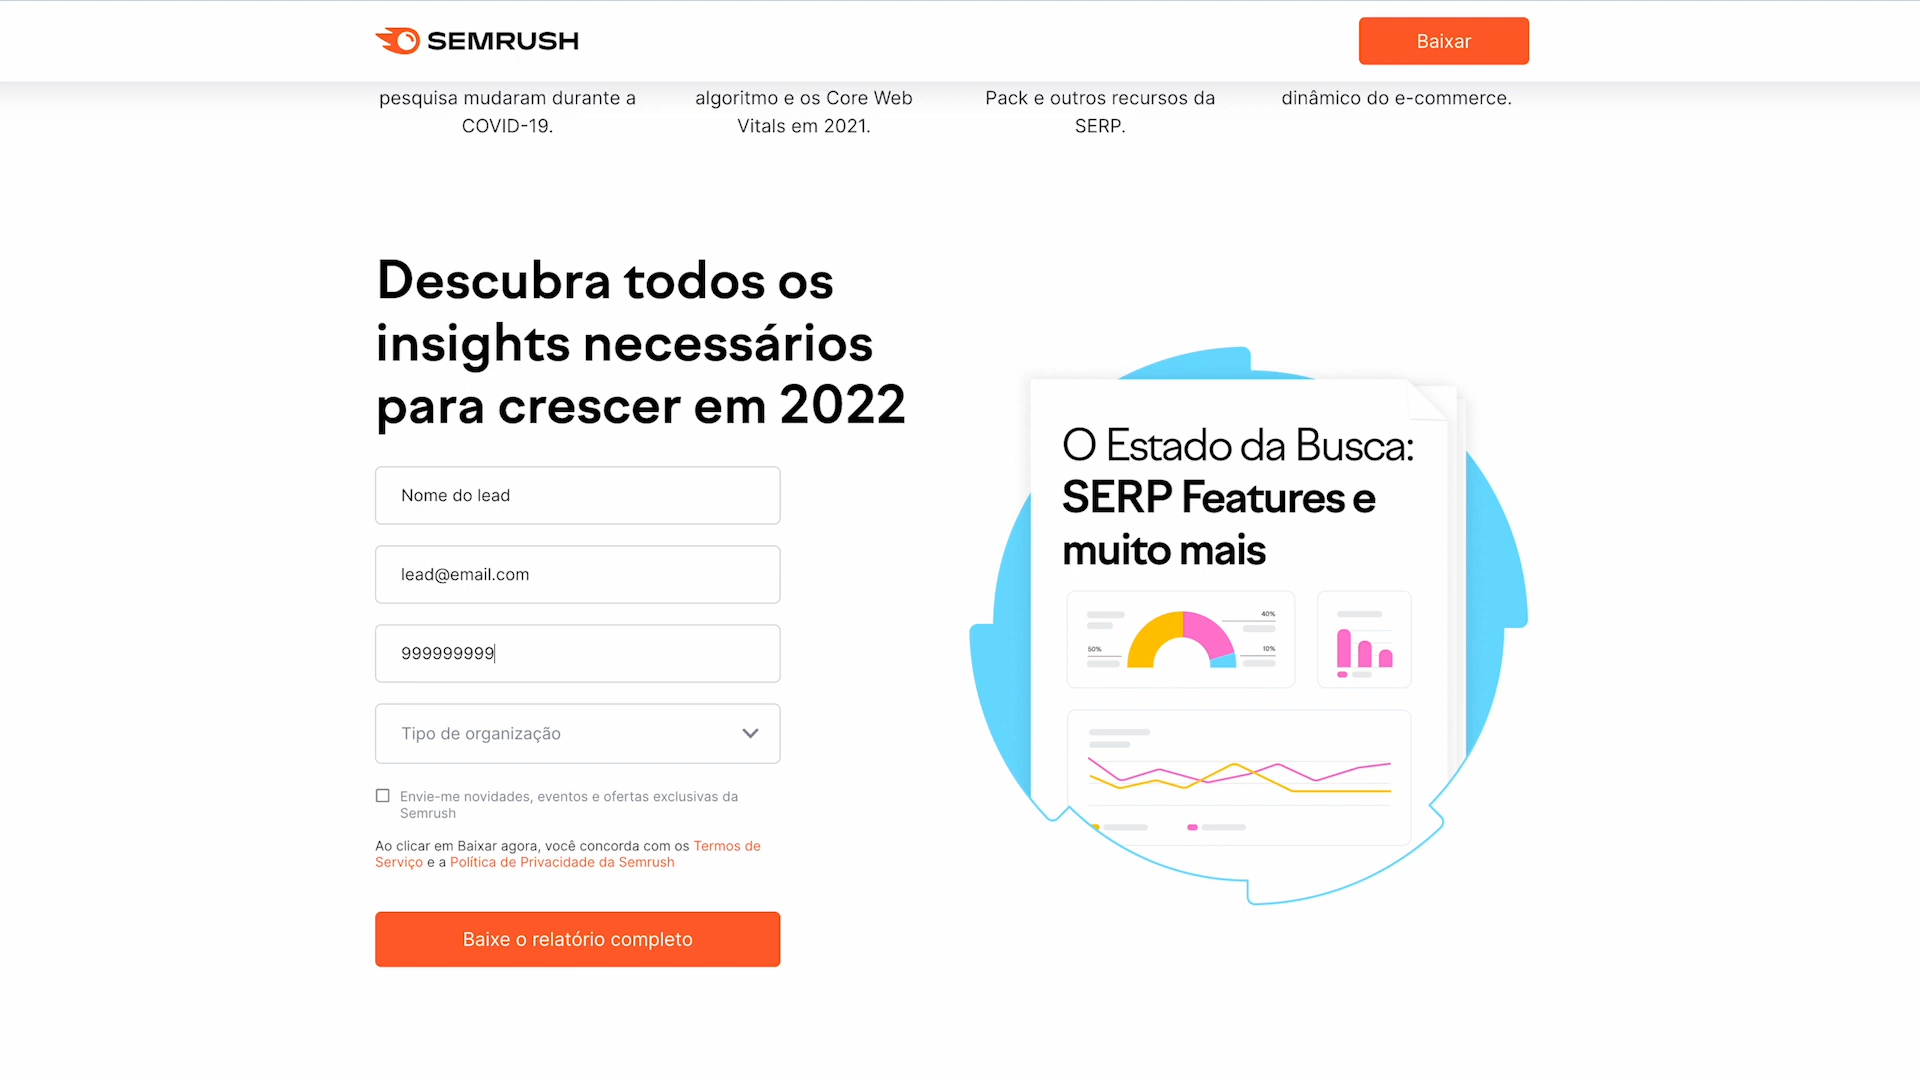 SEMRUSH
Baixar
pesquisa mudaram durante a
COVID-19.
algoritmo e os Core Web
Vitals em 2021.
Pack e outros recursos da
SERP.
dinâmico do e-commerce.
Descubra todos os
insights necessários
para crescer em 2022
Nome do lead
lead@email.com
999999999
Tipo de organização
Envie-me novidades, eventos e ofertas exclusivas da
Semrush
Ao clicar em Baixar agora, você concorda com os Termos de
Serviço e a Política de Privacidade da Semrush
Baixe o relatório completo
O Estado da Busca:
SERP Features e
muito mais
40%
50%
10%